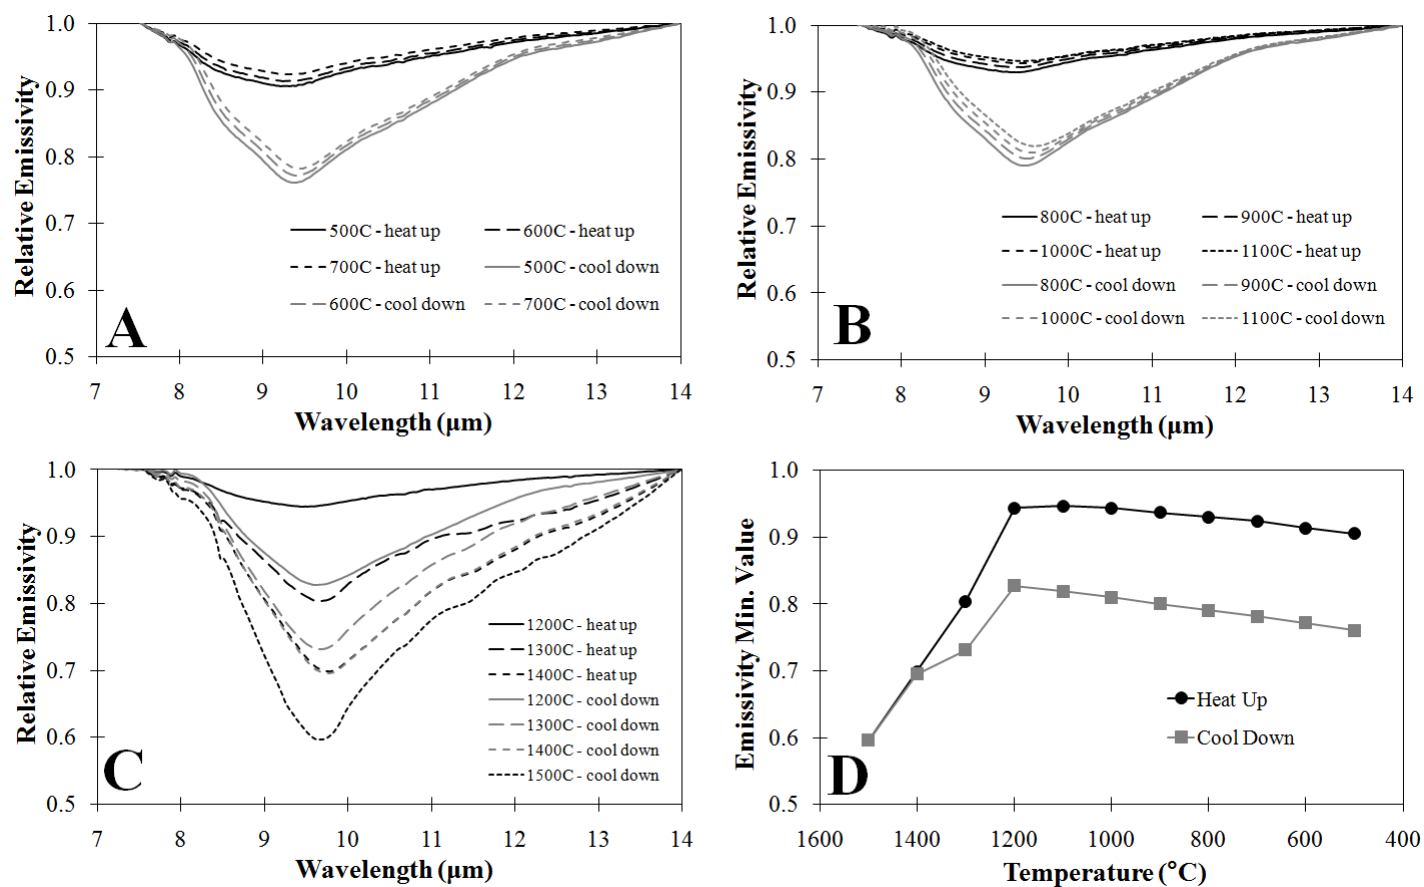 1.0
0.9
0.8
0.7
0.6
0.5
Relative Emissivity
500C - heat up
600C - heat up
700C - heat up
500C - cool down
600C - cool down
700C - cool down
A
7 8 9 10 11 12 13 14
Wavelength (µm)
1.0
0.9
0.8
0.7
0.6
0.5
Relative Emissivity
800C - heat up
900C - heat up
1000C - heat up
1100C - heat up
800C - cool down
900C - cool down
1000C - cool down
1100C - cool down
B
7 8 9 10 11 12 13 14
Wavelength (µm)
1.0
0.9
0.8
0.7
0.6
0.5
Relative Emissivity
1200C - heat up
1300C - heat up
1400C - heat up
1200C - cool down
1300C - cool down
1400C - cool down
1500C - cool down
C
7 8 9 10 11 12 13 14
Wavelength (µm)
1.0
0.9
0.8
0.7
0.6
0.5
Emissivity Min. Value
Heat Up
Cool Down
D
1600 1400 1200 1000 800 600 400
Temperature (°C)